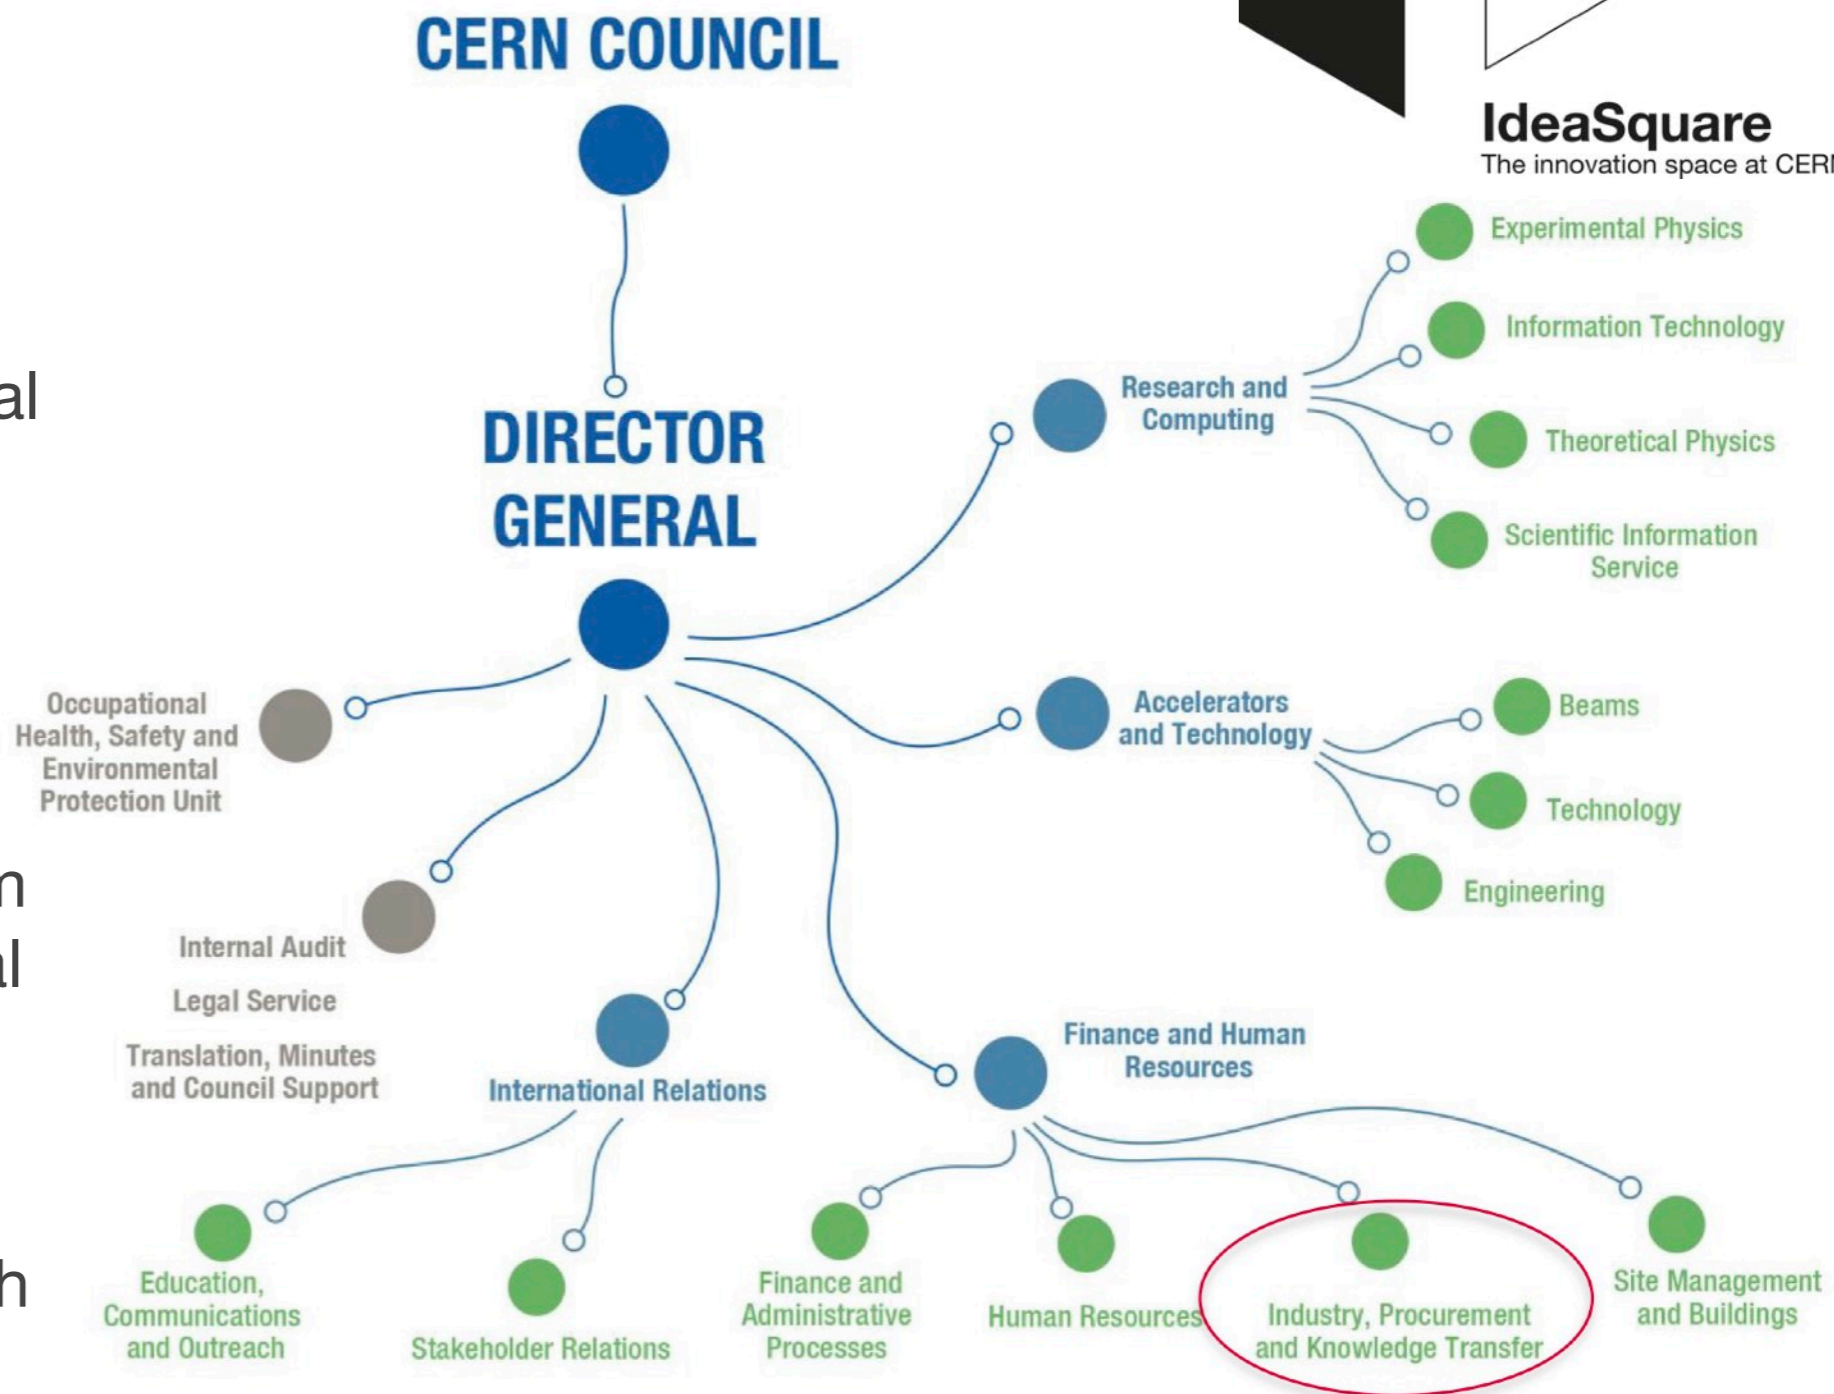 CERN COUNCIL
IdeaSquare
The innovation space at CERN
Experimental Physics
Information Technology
al
Research and
Computing
DIRECTOR
GENERAL
Theoretical Physics
Scientific Information
Service
Occupational
Health, Safety and
Environmental
Protection Unit
Accelerators
and Technology
Beams
Technology
Engineering
Internal Audit
al
Legal Service
Translation, Minutes
and Council Support
International Relations
Finance and Human
Resources
Education,
Communications
and Outreach
Stakeholder Relations
Finance and
Administrative
Processes
Human Resources
Industry, Procurement
and Knowledge Transfer
Site Management
and Buildings